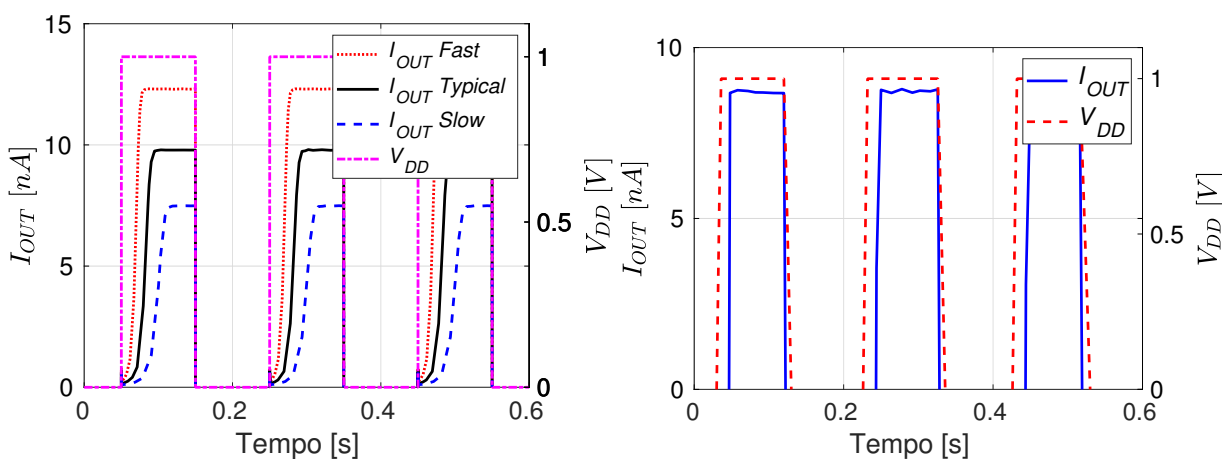 15
10
5
0
I_OUT [nA]
I_OUT Fast
I_OUT Typical
I_OUT Slow
V_DD
1
0.5
0
V_DD [V]
0 0.2 0.4 0.6
Tempo [s]
10
5
0
I_OUT [nA]
I_OUT
V_DD
1
0.5
0
V_DD [V]
0 0.2 0.4 0.6
Tempo [s]